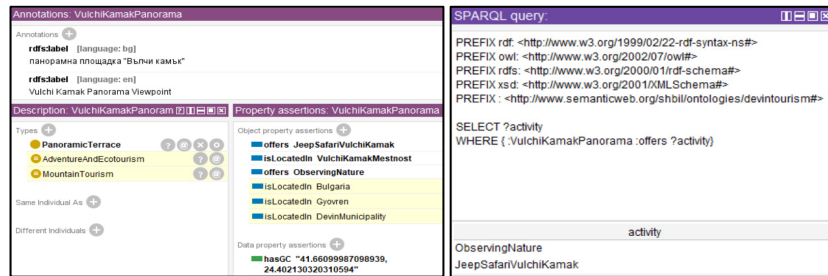 Annotations: VulchiKamakPanorama
Annotations
rdfs:label [language: bg]
панорамна площадка "Вълчи камък"
rdfs:label [language: en]
Vulchi Kamak Panorama Viewpoint
Description: VulchiKamakPanoram
Types
PanoramicTerrace
AdventureAndEcotourism
MountainTourism
Same Individual As
Different Individuals
Property assertions: VulchiKamakPanorama
Object property assertions
offers JeepSafariVulchiKamak
isLocatedIn VulchiKamakMestnost
offers ObservingNature
isLocatedIn Bulgaria
isLocatedIn Gyovren
isLocatedIn DevinMunicipality
Data property assertions
hasGC "41.66099987098939,
24.402130320310594"
SPARQL query:
PREFIX rdf: <http://www.w3.org/1999/02/22-rdf-syntax-ns#>
PREFIX owl: <http://www.w3.org/2002/07/owl#>
PREFIX rdfs: <http://www.w3.org/2000/01/rdf-schema#>
PREFIX xsd: <http://www.w3.org/2001/XMLSchema#>
PREFIX : <http://www.semanticweb.org/shbil/ontologies/devintourism#>
SELECT ?activity
WHERE { :VulchiKamakPanorama :offers ?activity}
activity
ObservingNature
JeepSafariVulchiKamak